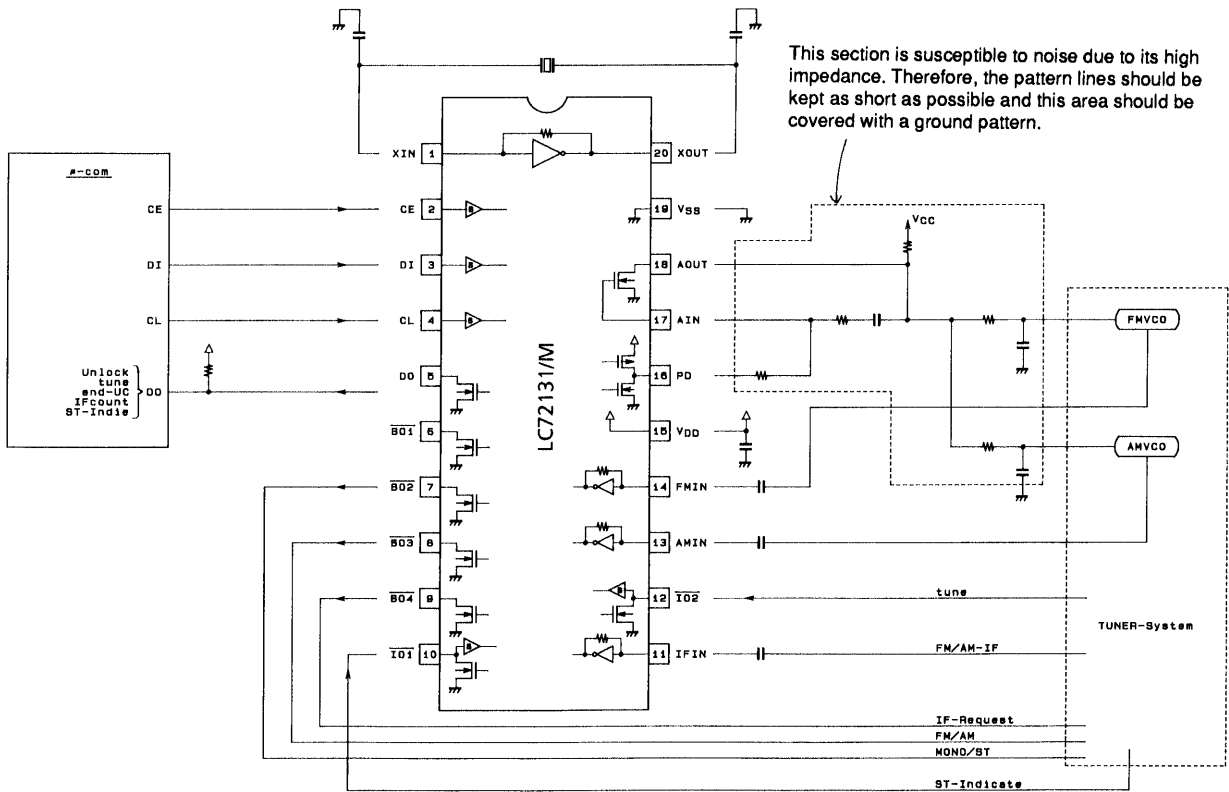 This section is susceptible to noise due to its high
impedance. Therefore, the pattern lines should be
kept as short as possible and this area should be
covered with a ground pattern.
μ-com
CE
DI
CL
Unlock
tune
end-UC
IFcount
ST-Indie
DO
XIN 1
CE 2
DI 3
CL 4
DO 5
BO1 6
BO2 7
BO3 8
BO4 9
IO1 10
S
S
S
S
LC72131/M
20 XOUT
19 VSS
18 AOUT
17 AIN
16 PD
15 VDD
14 FMIN
13 AMIN
12 IO2
11 IFIN
S
VCC
FMVCO
AMVCO
TUNER-System
tune
FM/AM-IF
IF-Request
FM/AM
MONO/ST
ST-Indicate